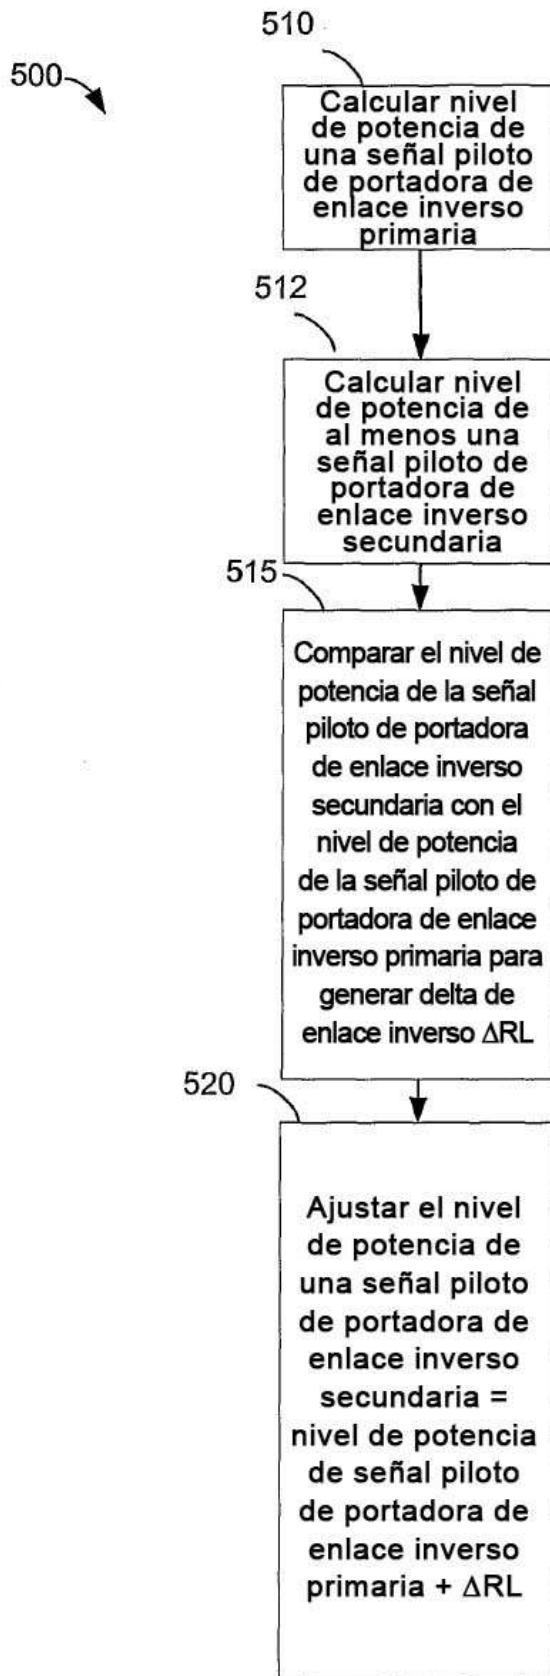 510
500
Calcular nivel
de potencia de
una señal piloto
de portadora de
enlace inverso
primaria
512
Calcular nivel
de potencia de
al menos una
señal piloto de
portadora de
enlace inverso
secundaria
515
Comparar el nivel de
potencia de la señal
piloto de portadora
de enlace inverso
secundaria con el
nivel de potencia
de la señal piloto de
portadora de enlace
inverso primaria para
generar delta de
enlace inverso ΔRL
520
Ajustar el nivel
de potencia de
una señal piloto
de portadora de
enlace inverso
secundaria =
nivel de potencia
de señal piloto
de portadora de
enlace inverso
primaria + ΔRL